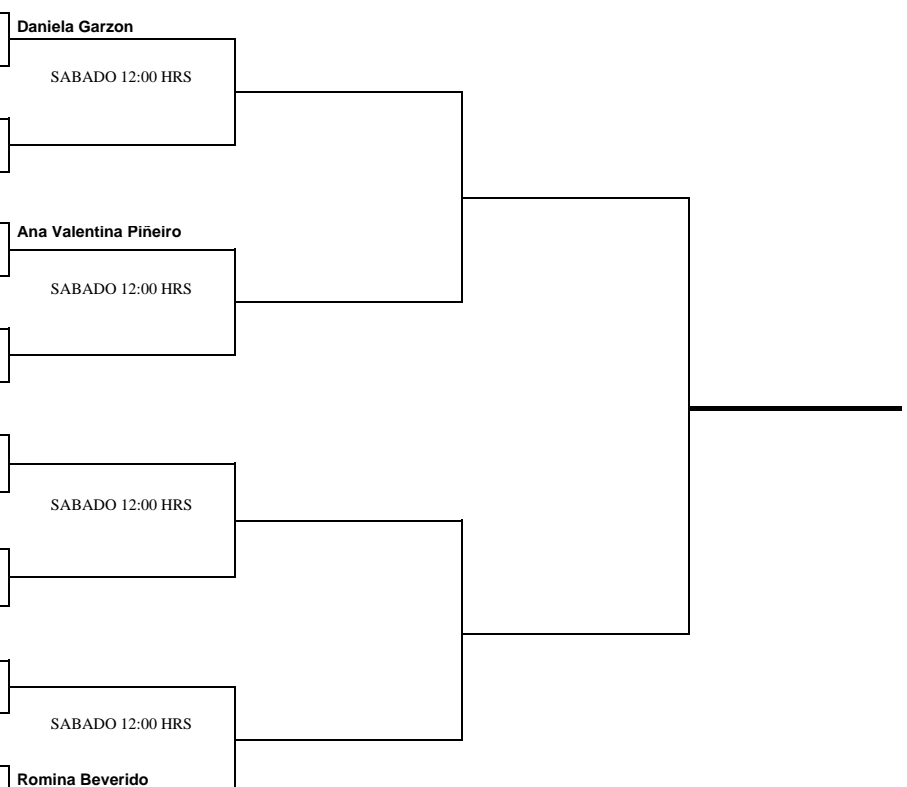 Daniela Garzon
SABADO 12:00 HRS
Ana Valentina Piñeiro
SABADO 12:00 HRS
SABADO 12:00 HRS
SABADO 12:00 HRS
Romina Beverido